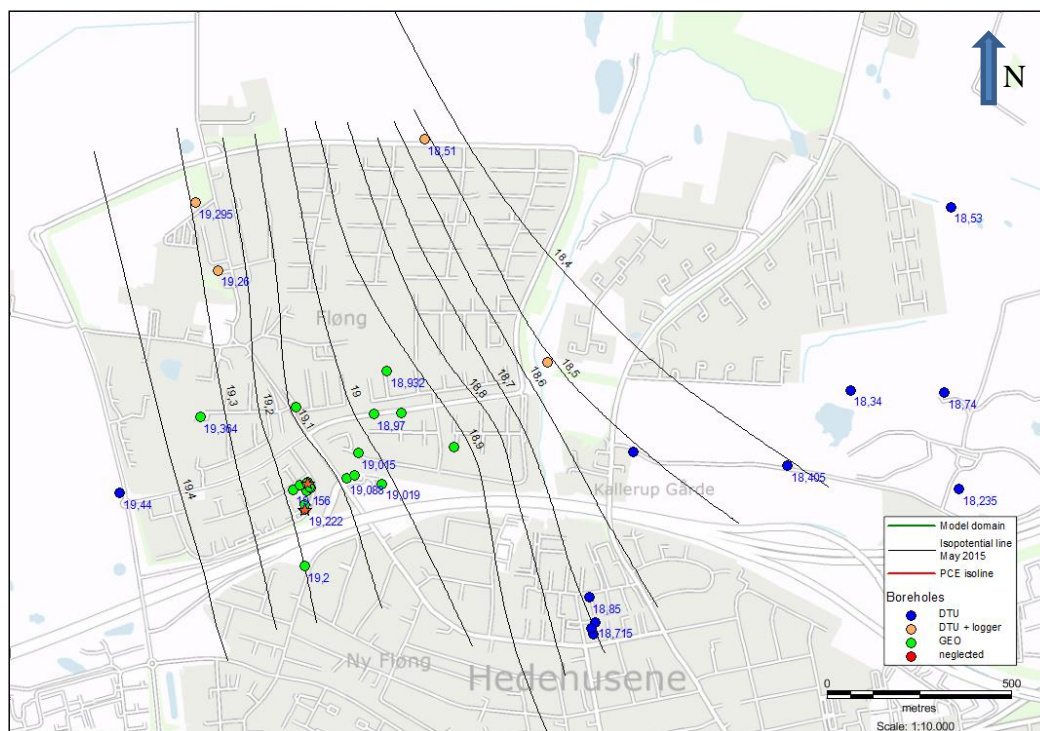 N
18,51
19,295
18,53
19,26
18,4
Fløng
18,5
18,6
18,7
18,8
18,932
19
18,34
18,74
19,3
19,2
19,1
19,364
18,97
18,9
19,015
18,405
19,4
19,088
19,019
Kallerup Gårde
18,235
19,44
19,156
19,222
19,2
18,85
18,715
Ny Fløng
Hedehusene
Model domain
Isopotential line
May 2015
PCE isoline
Boreholes
DTU
DTU + logger
GEO
neglected
0
500
metres
Scale: 1:10.000